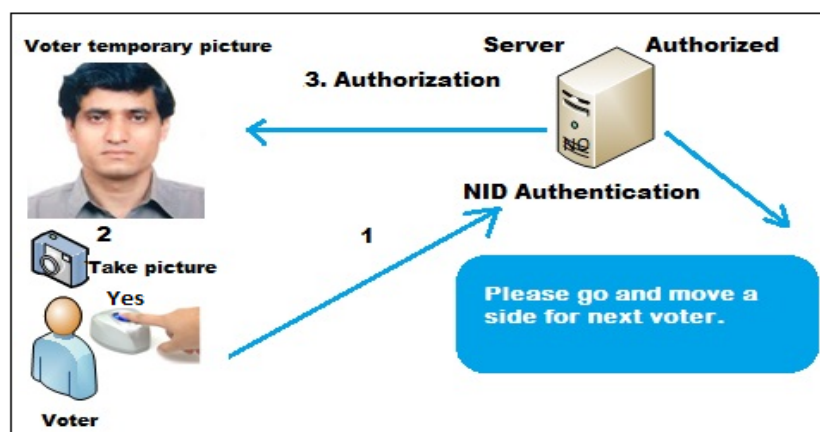 Voter temporary picture
Server
Authorized
3. Authorization
NID Authentication
2
Take picture
1
Yes
Please go and move a
side for next voter.
Voter